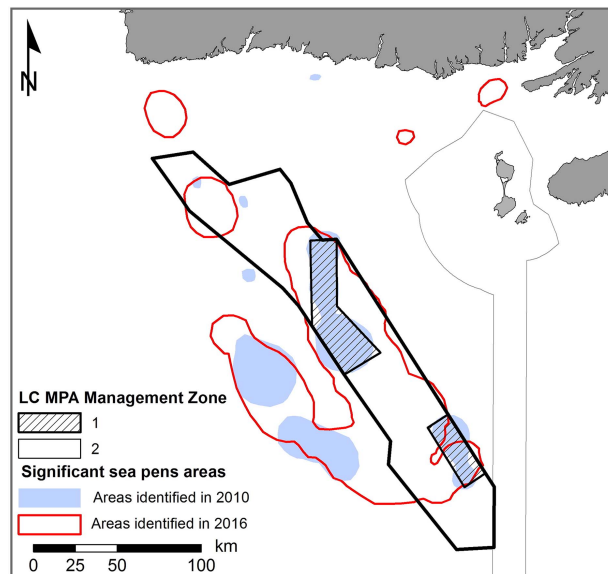 N
LC MPA Management Zone
1
2
Significant sea pens areas
Areas identified in 2010
Areas identified in 2016
km
0 25 50 100